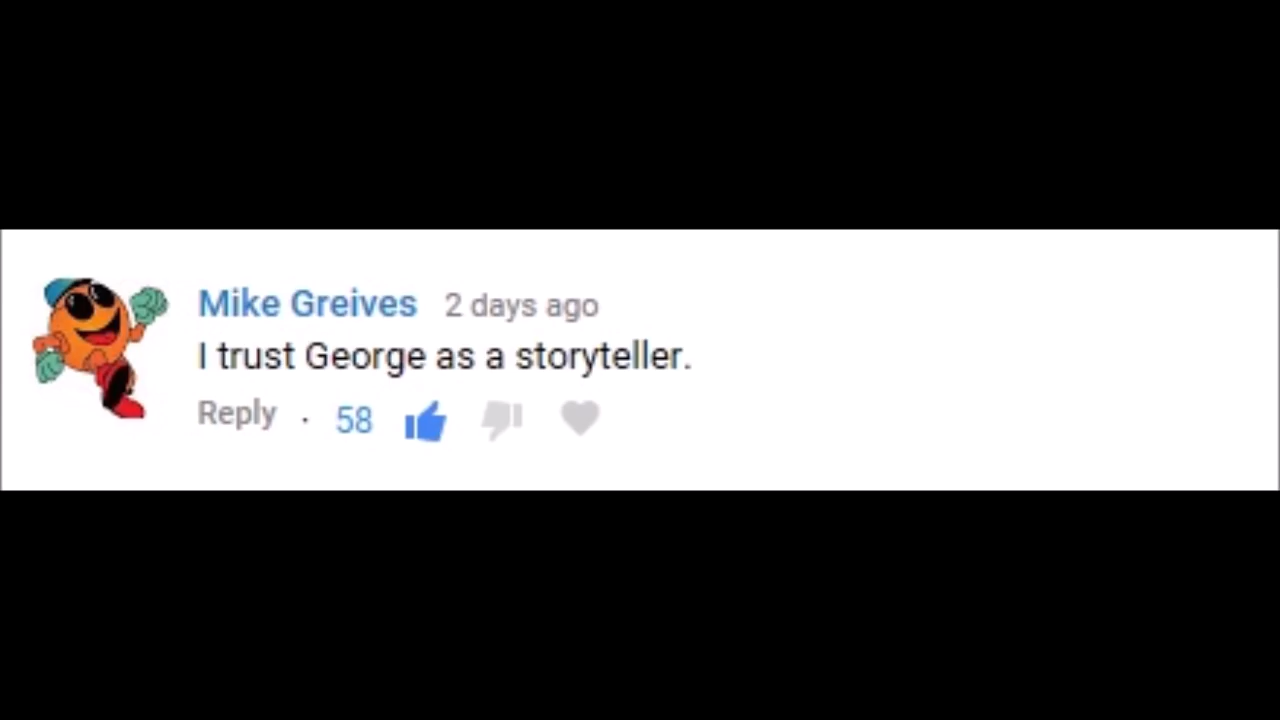 Mike Greives 2 days ago
I trust George as a storyteller.
Reply · 58